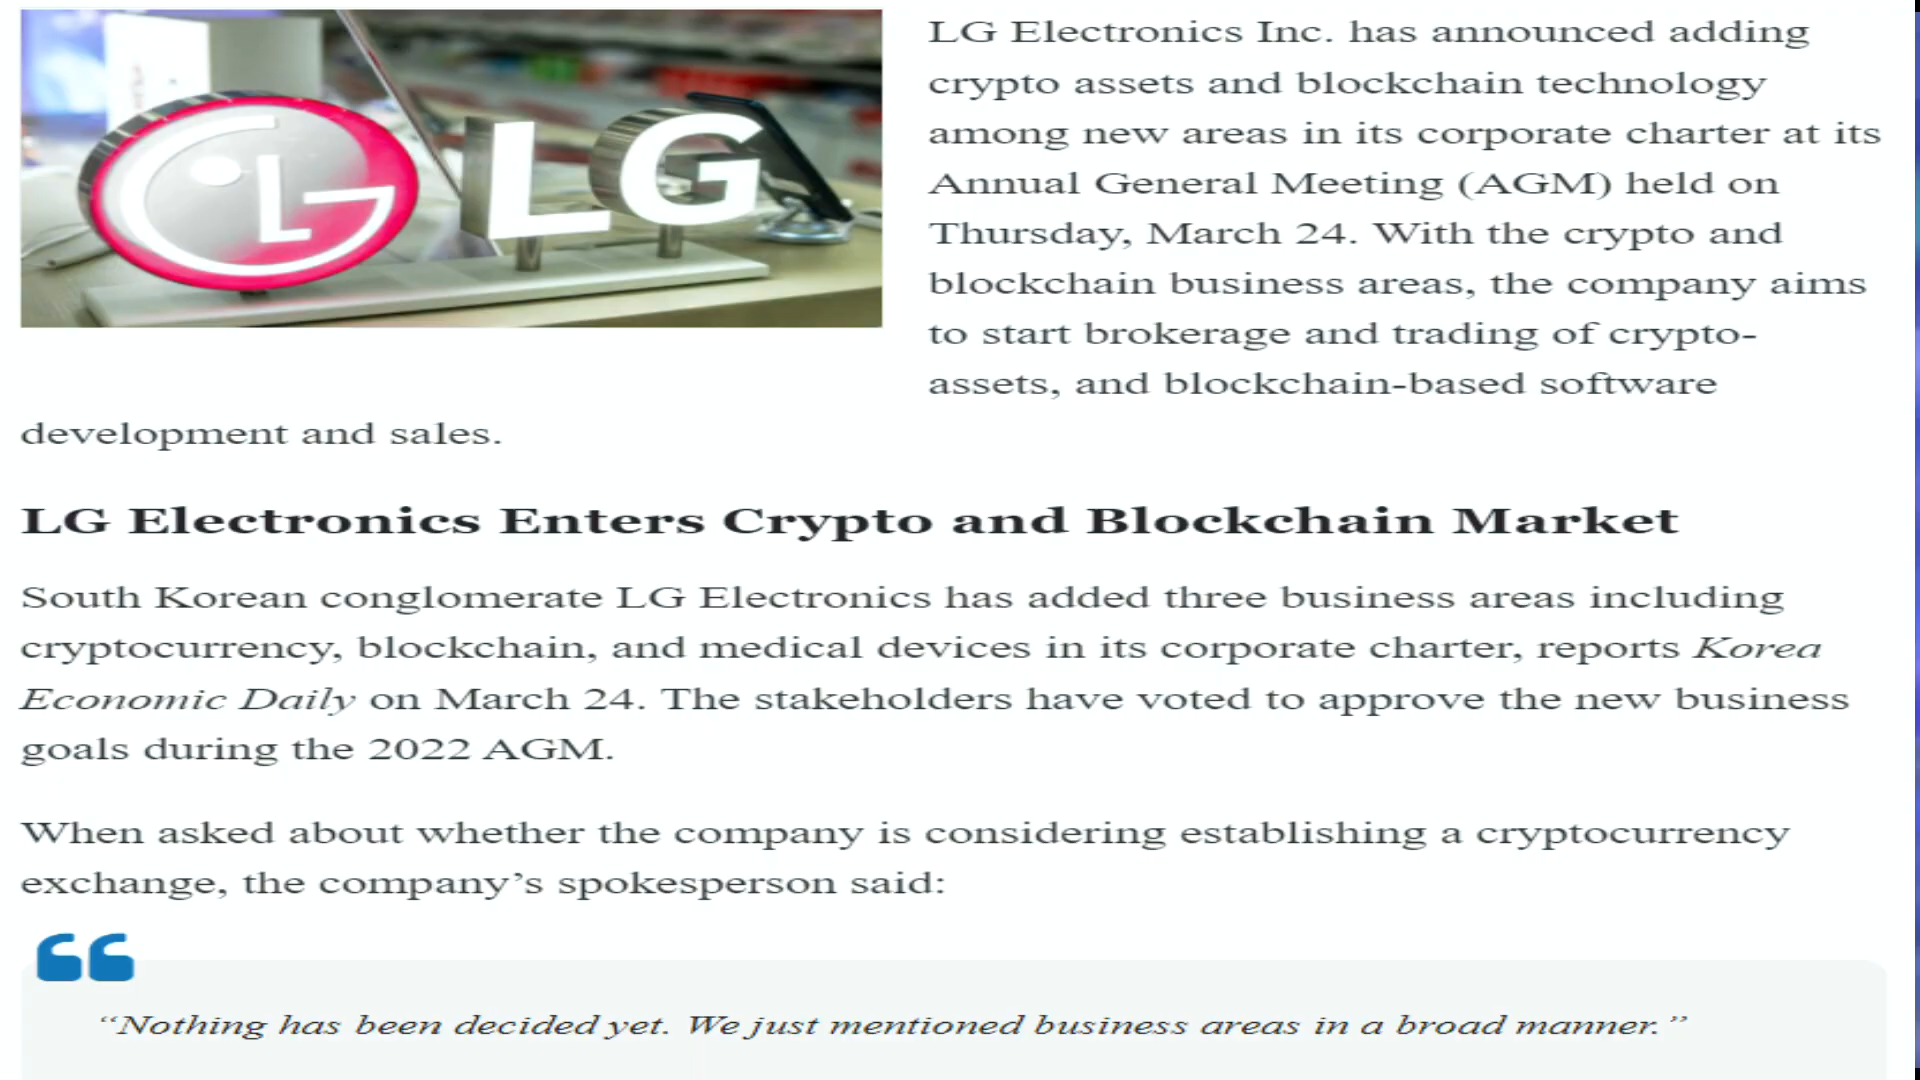 LG
LG Electronics Inc. has announced adding
crypto assets and blockchain technology
among new areas in its corporate charter at its
Annual General Meeting (AGM) held on
Thursday, March 24. With the crypto and
blockchain business areas, the company aims
to start brokerage and trading of crypto-
assets, and blockchain-based software
development and sales.
LG Electronics Enters Crypto and Blockchain Market
South Korean conglomerate LG Electronics has added three business areas including
cryptocurrency, blockchain, and medical devices in its corporate charter, reports Korea
Economic Daily on March 24. The stakeholders have voted to approve the new business
goals during the 2022 AGM.
When asked about whether the company is considering establishing a cryptocurrency
exchange, the company’s spokesperson said:
“Nothing has been decided yet. We just mentioned business areas in a broad manner.”